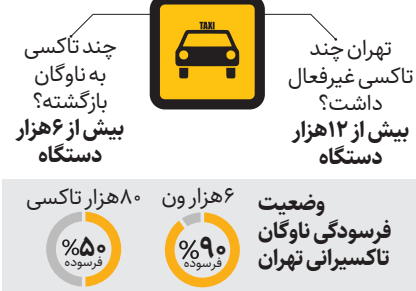 TAXI
تهران چند
تاکسی غیرفعال
داشت؟
بیش از ۱۲هزار
دستگاه
چند تاکسی
به ناوگان
بازگشته؟
بیش از ۶هزار
دستگاه
وضعیت
فرسودگی ناوگان
تاکسیرانی تهران
۶هزار ون
%۹۰
فرسوده
۸۰هزار تاکسی
%۵۰
فرسوده